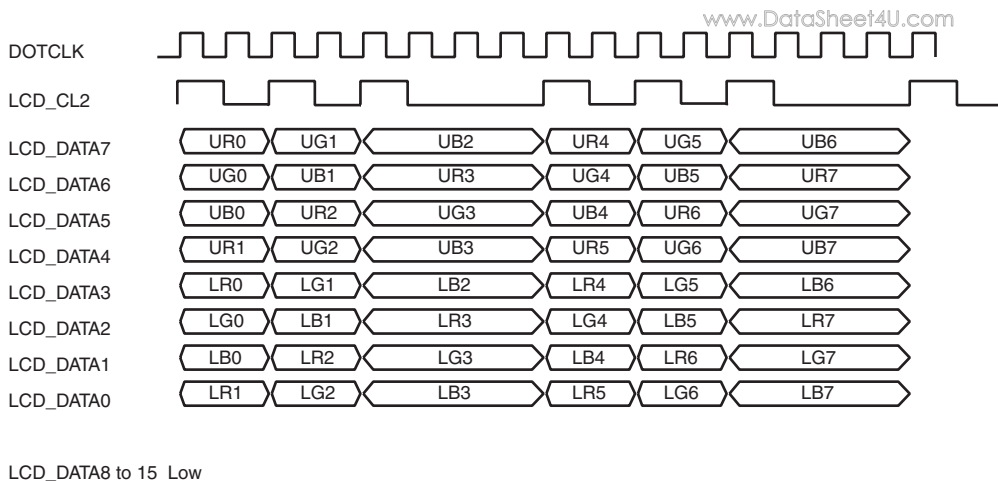 www.DataSheet4U.com
DOTCLK
LCD_CL2
LCD_DATA7 UR0 UG1 UB2 UR4 UG5 UB6
LCD_DATA6 UG0 UB1 UR3 UG4 UB5 UR7
LCD_DATA5 UB0 UR2 UG3 UB4 UR6 UG7
LCD_DATA4 UR1 UG2 UB3 UR5 UG6 UB7
LCD_DATA3 LR0 LG1 LB2 LR4 LG5 LB6
LCD_DATA2 LG0 LB1 LR3 LG4 LB5 LR7
LCD_DATA1 LB0 LR2 LG3 LB4 LR6 LG7
LCD_DATA0 LR1 LG2 LB3 LR5 LG6 LB7
LCD_DATA8 to 15 Low